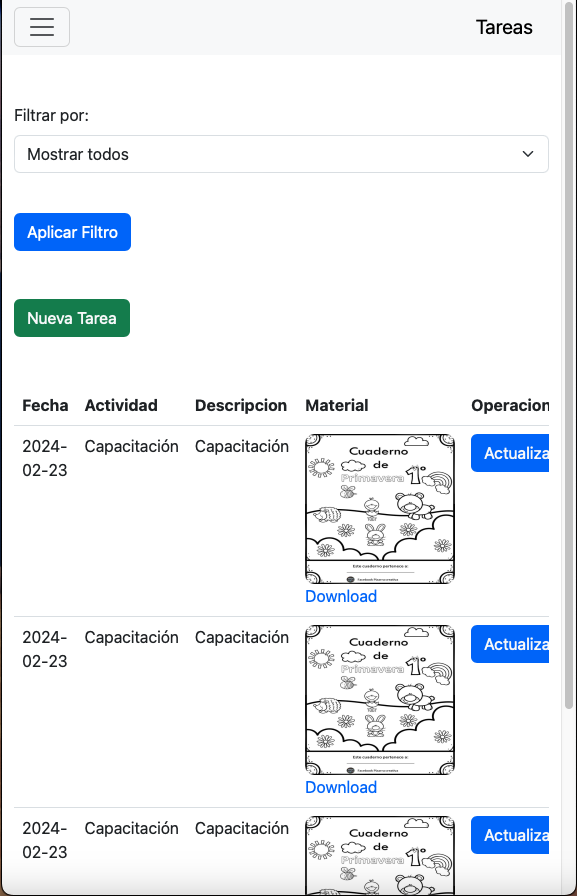 Tareas
Filtrar por:
Mostrar todos
Aplicar Filtro
Nueva Tarea
Fecha Actividad Descripcion Material Operacion
2024-
02-23
Capacitación Capacitación
Cuaderno
de
Primavera 1°
Este cuaderno pertenece a:
Download
Actualiza
2024-
02-23
Capacitación Capacitación
Cuaderno
de
Primavera 1°
Este cuaderno pertenece a:
Download
Actualiza
2024-
02-23
Capacitación Capacitación
Cuaderno
de
Primavera 1°
Actualiza